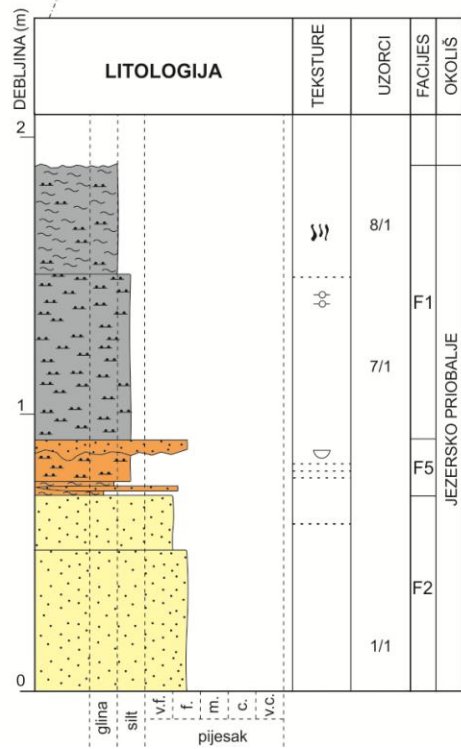 DEBLJINA (m)
LITOLOGIJA
TEKSTURE
UZORCI
FACIJES
OKOLIŠ
2
8/1
F1
7/1
JEZERSKO PRIOBALJE
1
F5
F2
1/1
0
glina
silt
v.f.
f.
m.
c.
v.c.
pijesak